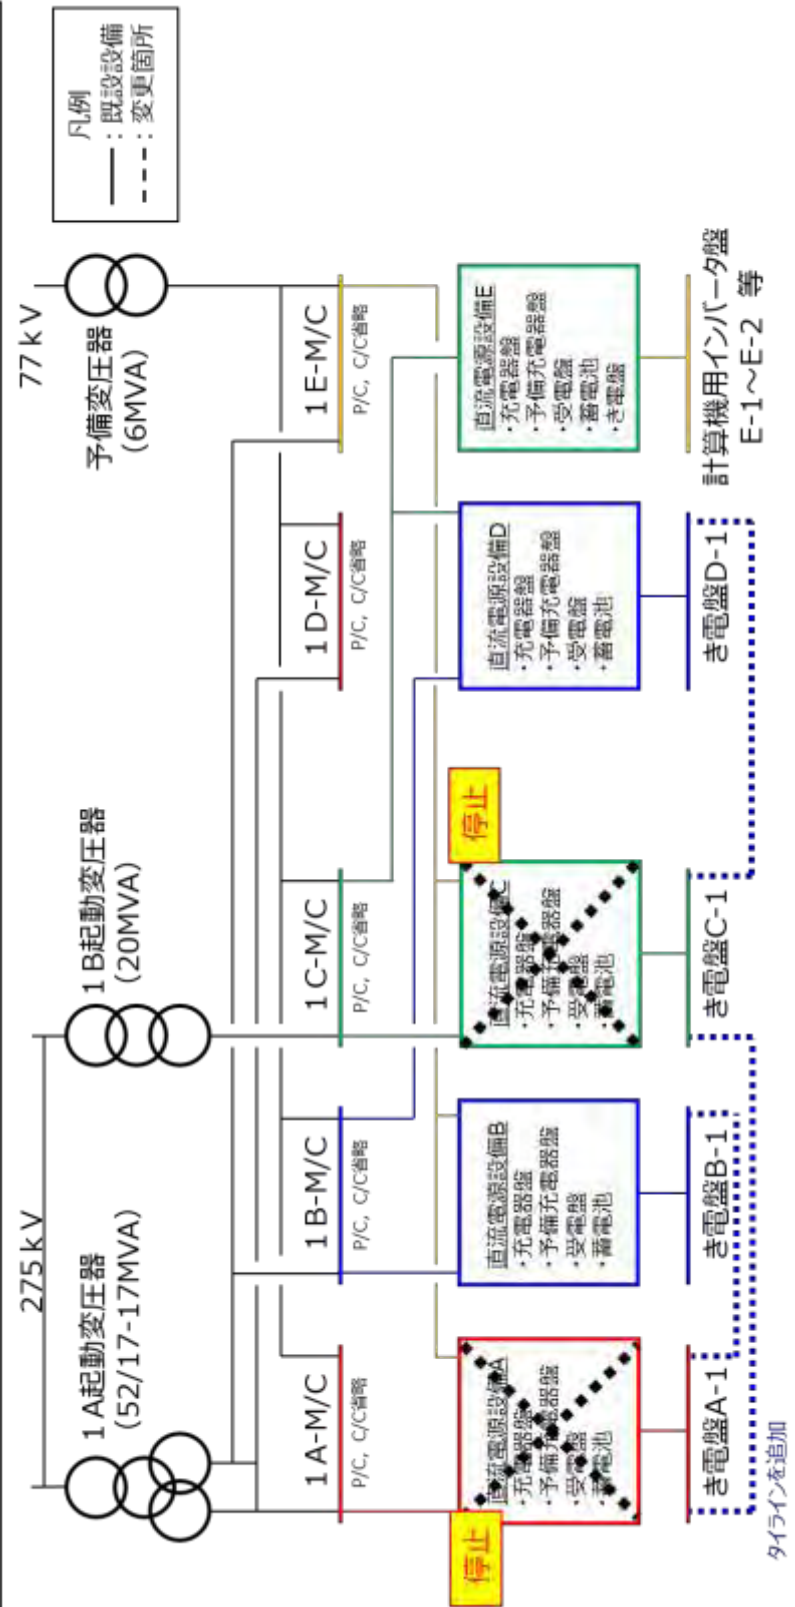 凡例
——：既設設備
---：変更箇所
275kV
77kV
1A起動変圧器
(52/17-17MVA)
1B起動変圧器
(20MVA)
予備変圧器
(6MVA)
1A-M/C
P/C, C/C省略
1B-M/C
P/C, C/C省略
1C-M/C
P/C, C/C省略
1D-M/C
P/C, C/C省略
1E-M/C
P/C, C/C省略
停止
直流電源設備A
・充電器盤
・予備充電器盤
・受電盤
・蓄電池
直流電源設備B
・充電器盤
・予備充電器盤
・受電盤
・蓄電池
停止
直流電源設備C
・充電器盤
・予備充電器盤
・受電盤
・蓄電池
直流電源設備D
・充電器盤
・予備充電器盤
・受電盤
・蓄電池
直流電源設備E
・充電器盤
・予備充電器盤
・受電盤
・蓄電池
・き電盤
き電盤A-1
き電盤B-1
き電盤C-1
き電盤D-1
計算機用インバータ盤
E-1～E-2 等
タイラインを追加